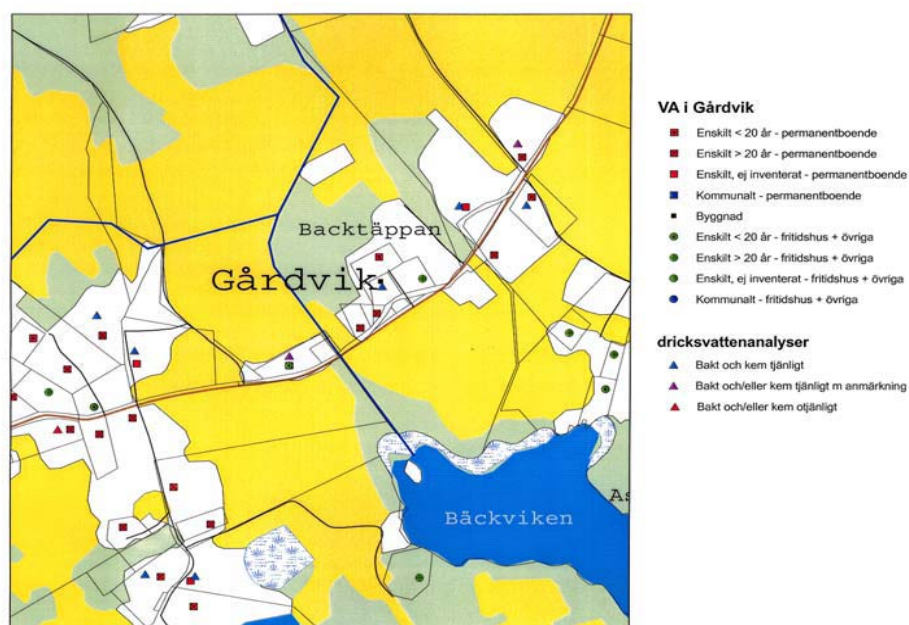 Backtäppan
Gårdvik
Bäckviken
As
VA i Gårdvik
Enskilt < 20 år - permanentboende
Enskilt > 20 år - permanentboende
Enskilt, ej inventerat - permanentboende
Kommunalt - permanentboende
Byggnad
Enskilt < 20 år - fritidshus + övriga
Enskilt > 20 år - fritidshus + övriga
Enskilt, ej inventerat - fritidshus + övriga
Kommunalt - fritidshus + övriga
dricksvattenanalyser
Bakt och kem tjänligt
Bakt och/eller kem tjänligt m anmärkning
Bakt och/eller kem otjänligt